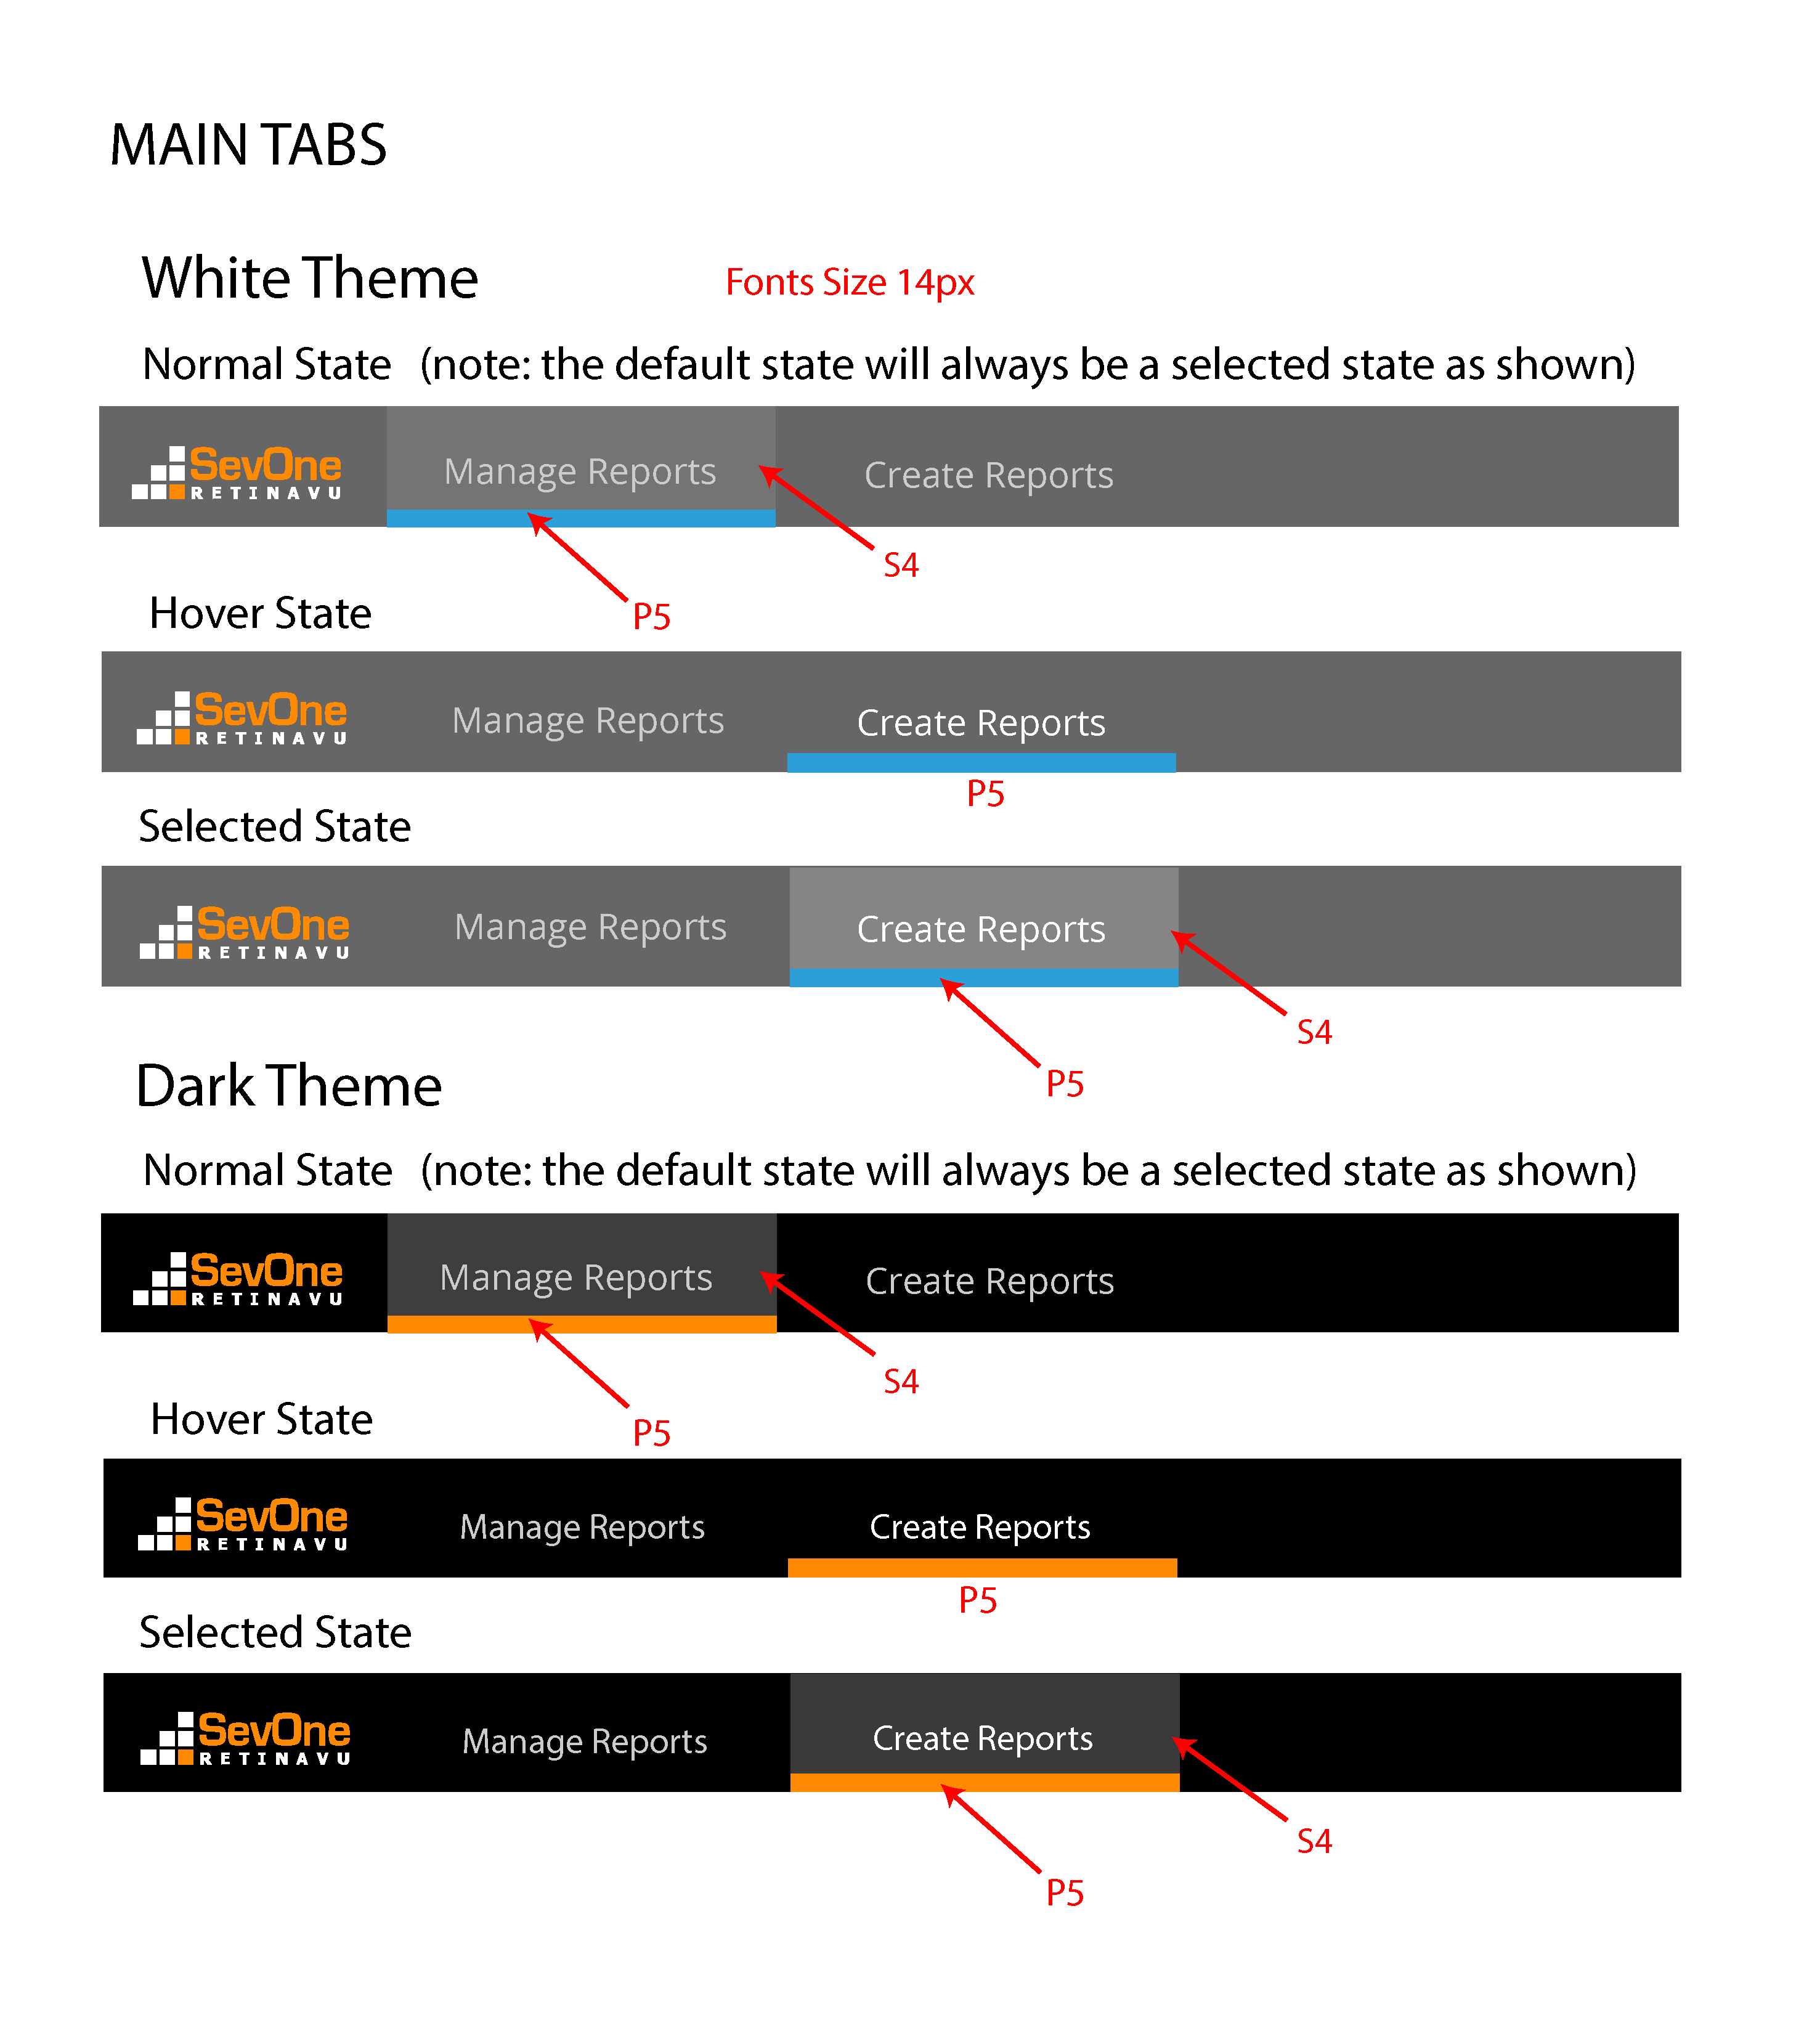 MAIN TABS
White Theme
Fonts Size 14px
Normal State (note: the default state will always be a selected state as shown)
SevOne
RETINAVU
Manage Reports
Create Reports
S4
P5
Hover State
SevOne
RETINAVU
Manage Reports
Create Reports
P5
Selected State
SevOne
RETINAVU
Manage Reports
Create Reports
S4
P5
Dark Theme
Normal State (note: the default state will always be a selected state as shown)
SevOne
RETINAVU
Manage Reports
Create Reports
S4
P5
Hover State
SevOne
RETINAVU
Manage Reports
Create Reports
P5
Selected State
SevOne
RETINAVU
Manage Reports
Create Reports
S4
P5